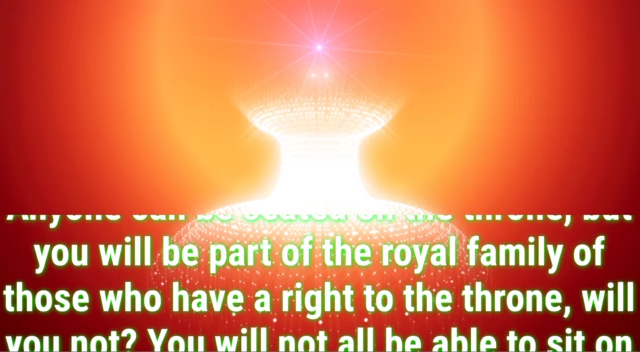 Anyone can be seated on the throne, but
you will be part of the royal family of
those who have a right to the throne, will
you not? You will not all be able to sit on